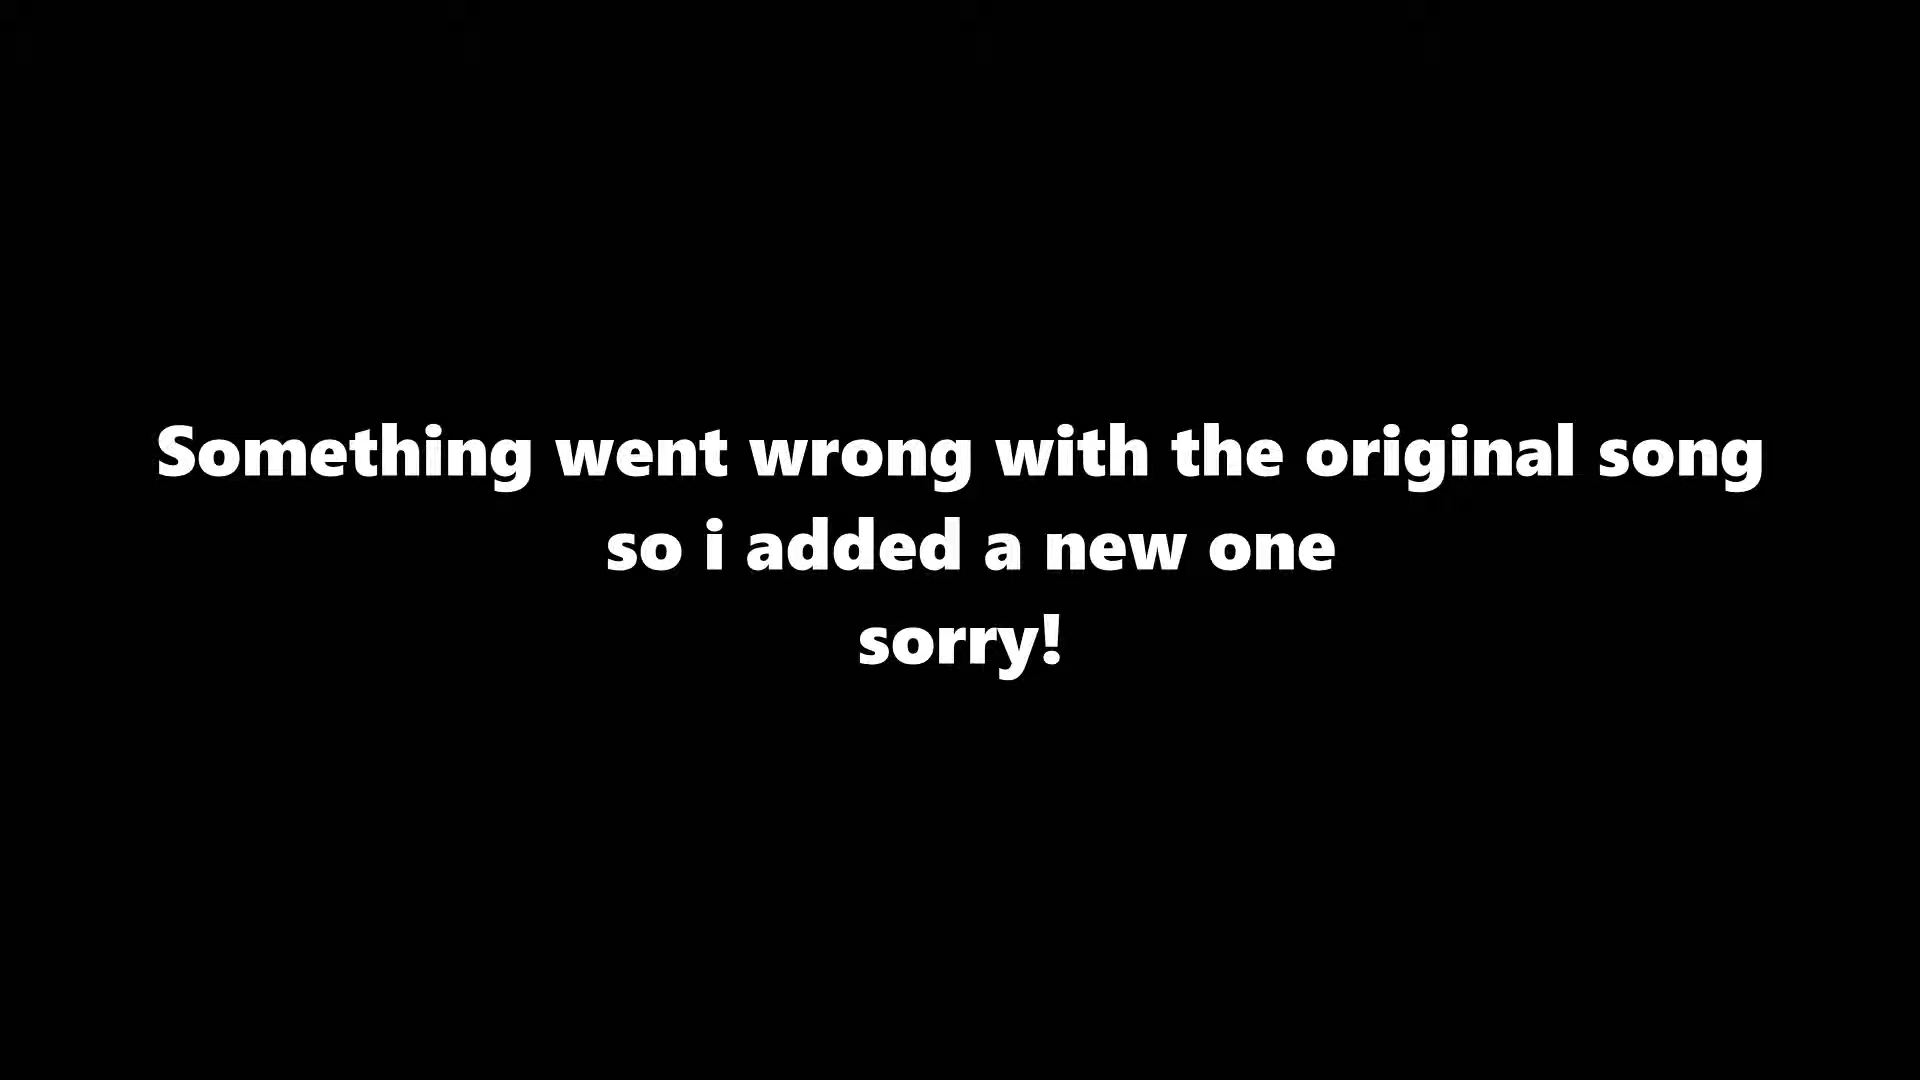 Something went wrong with the original song
so i added a new one
sorry!